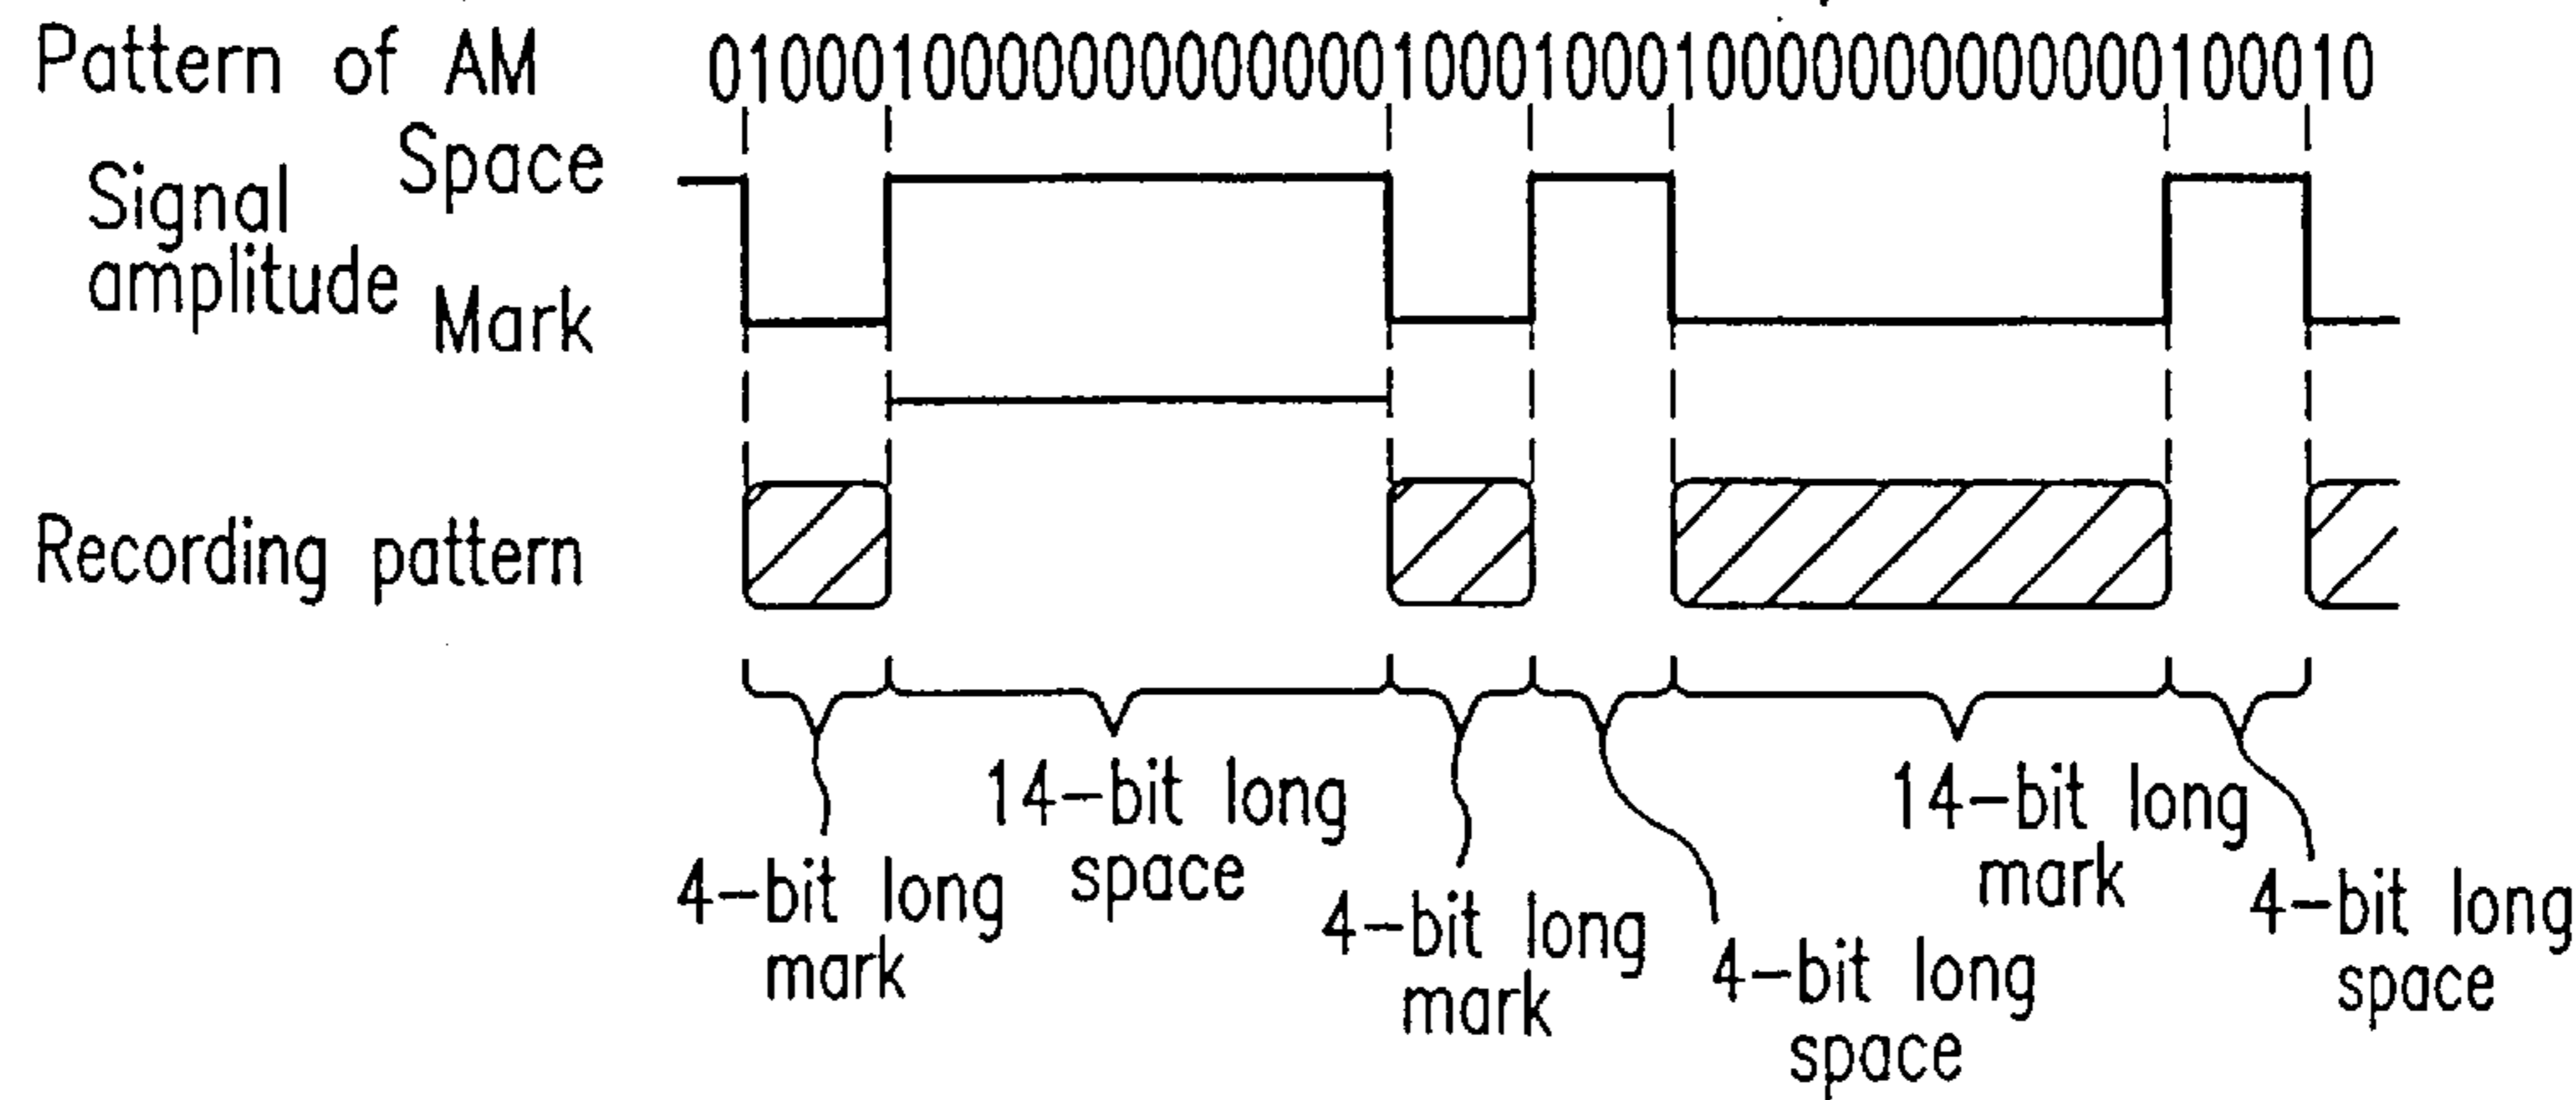 Pattern of AM 01000100000000000001000100010000000000000100010
Space
Signal
amplitude
Mark
Recording pattern
14-bit long
space
14-bit long
mark
4-bit long
mark
4-bit long
mark
4-bit long
space
4-bit long
space